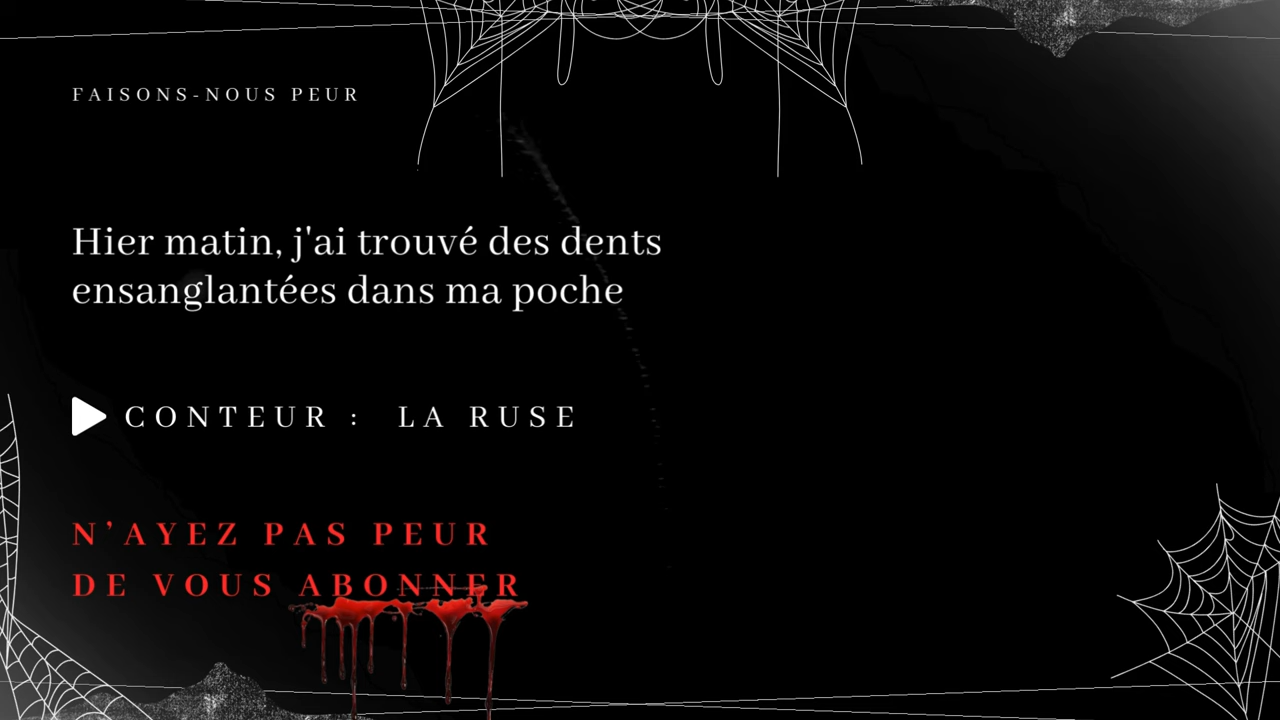 FAISONS-NOUS PEUR
Hier matin, j'ai trouvé des dents
ensanglantées dans ma poche
CONTEUR : LA RUSE
N’AYEZ PAS PEUR
DE VOUS ABONNER